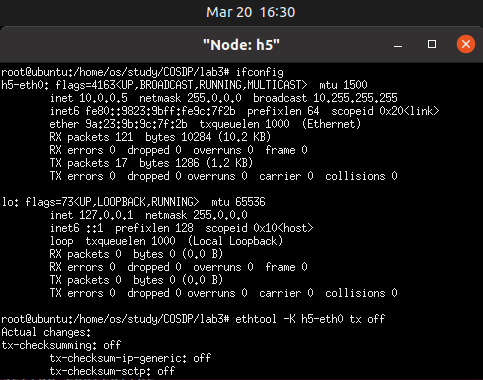 Mar 20 16:30
"Node: h5"
root@ubuntu:/home/os/study/COSDP/lab3# ifconfig
h5-eth0: flags=4163<UP,BROADCAST,RUNNING,MULTICAST>  mtu 1500
        inet 10.0.0.5  netmask 255.0.0.0  broadcast 10.255.255.255
        inet6 fe80::9823:9bff:fe9c:7f2b  prefixlen 64  scopeid 0x20<link>
        ether 9a:23:9b:9c:7f:2b  txqueuelen 1000  (Ethernet)
        RX packets 121  bytes 10284 (10.2 KB)
        RX errors 0  dropped 0 overruns 0  frame 0
        TX packets 17  bytes 1286 (1.2 KB)
        TX errors 0  dropped 0 overruns 0  carrier 0  collisions 0
lo: flags=73<UP,LOOPBACK,RUNNING>  mtu 65536
        inet 127.0.0.1  netmask 255.0.0.0
        inet6 ::1  prefixlen 128  scopeid 0x10<host>
        loop  txqueuelen 1000  (Local Loopback)
        RX packets 0  bytes 0 (0.0 B)
        RX errors 0  dropped 0 overruns 0  frame 0
        TX packets 0  bytes 0 (0.0 B)
        TX errors 0  dropped 0 overruns 0  carrier 0  collisions 0
root@ubuntu:/home/os/study/COSDP/lab3# ethtool -K h5-eth0 tx off
Actual changes:
tx-checksumming: off
        tx-checksum-ip-generic: off
        tx-checksum-sctp: off